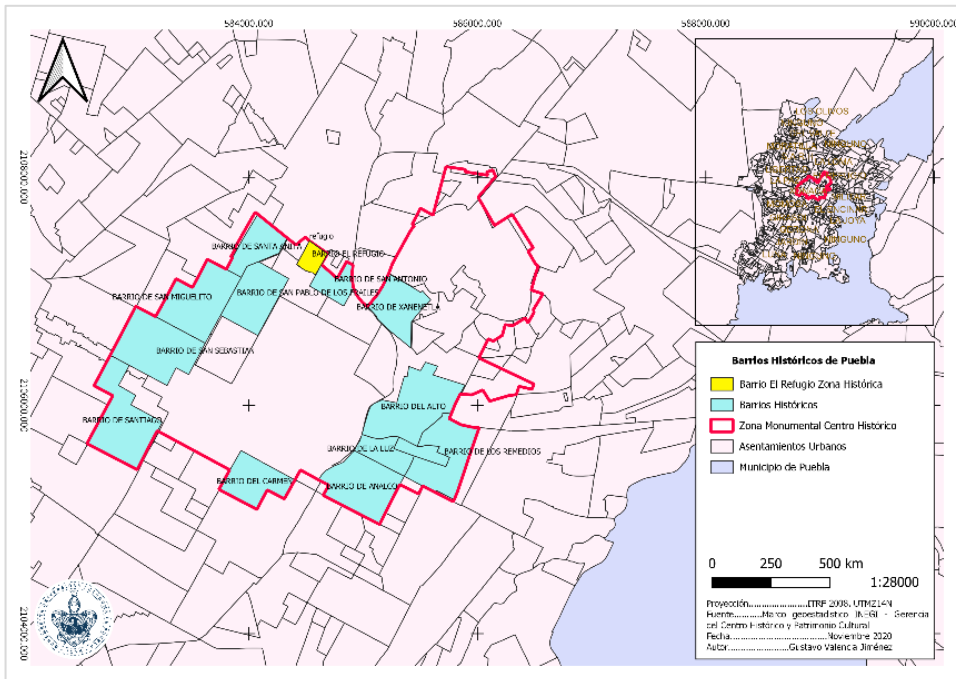 584000.000
586000.000
588000.000
590000.000
2108000.000
2106000.000
2104000.000
refugio
BARRIO DE SANTA ANITA
BARRIO EL REFUGIO
BARRIO DE SAN ANTONIO
BARRIO DE SAN MIGUELITO
BARRIO DE SAN PABLO DE LOS FRAILES
BARRIO DE XANENETLA
BARRIO DE SAN SEBASTIAN
BARRIO DE SANTIAGO
BARRIO DEL ALTO
BARRIO DE LA LUZ
BARRIO DE LOS REMEDIOS
BARRIO DEL CARMEN
BARRIO DE ANALCO
LOS OLIVOS
Barrios Históricos de Puebla
Barrio El Refugio Zona Histórica
Barrios Históricos
Zona Monumental Centro Histórico
Asentamientos Urbanos
Municipio de Puebla
0 250 500 km
1:28000
Proyección.....................ITRF 2008, UTMZ14N
Fuente.........Marco geoestadístico INEGI - Gerencia
del Centro Histórico y Patrimonio Cultural
Fecha............................Noviembre 2020
Autor........................Gustavo Valencia Jiménez